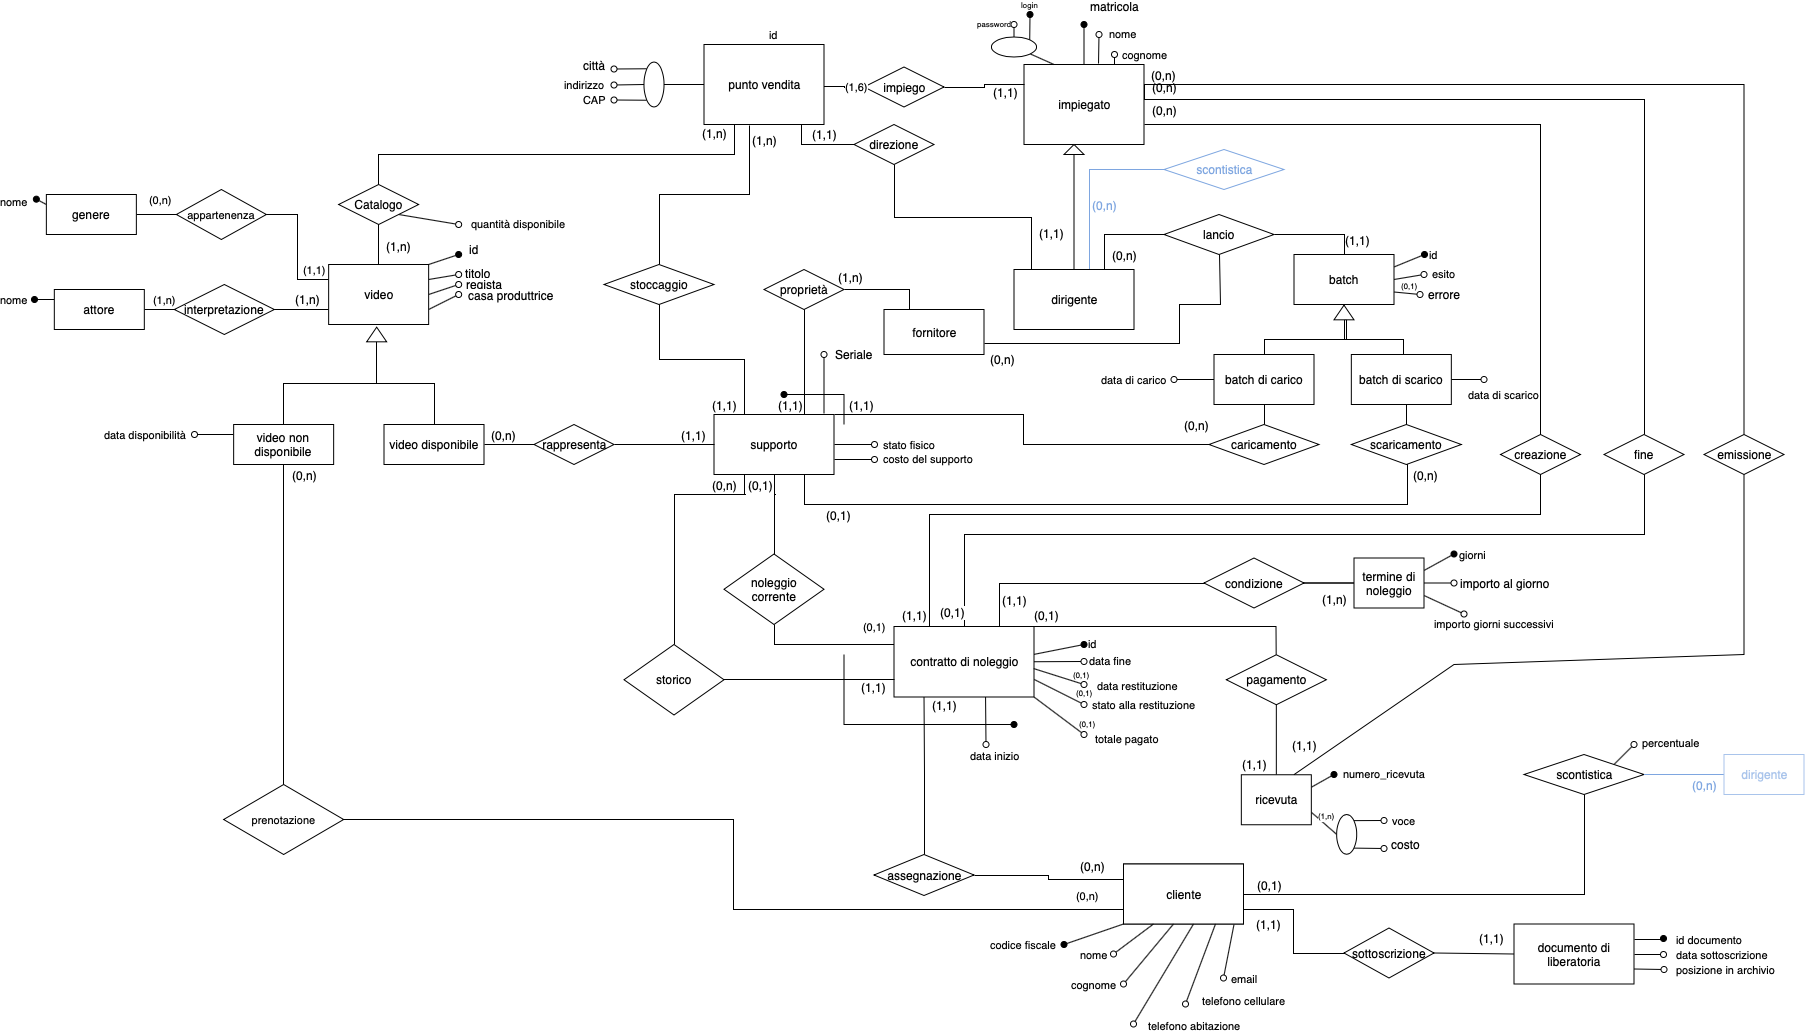 login
matricola
password
nome
cognome
id
città
indirizzo
CAP
punto vendita
(1,6)
impiego
(1,1)
impiegato
(0,n)
(0,n)
(0,n)
(1,n)
(1,n)
(1,1)
direzione
scontistica
(0,n)
nome
genere
(0,n)
appartenenza
Catalogo
quantità disponibile
(1,n)
(1,1)
id
titolo
regista
casa produttrice
video
nome
attore
(1,n)
interpretazione
(1,n)
stoccaggio
proprietà
(1,n)
fornitore
(0,n)
(1,1)
(0,n)
lancio
(1,1)
dirigente
batch
id
esito
(0,1)
errore
Seriale
data di carico
batch di carico
batch di scarico
data di scarico
(1,1)
(1,1)
(1,1)
(0,n)
caricamento
scaricamento
(0,n)
creazione
fine
emissione
data disponibilità
video non
disponibile
(0,n)
video disponibile
(0,n)
rappresenta
(1,1)
supporto
stato fisico
costo del supporto
(0,n)
(0,1)
(0,1)
noleggio
corrente
(0,1)
storico
(1,1)
(1,1)
(0,1)
(1,1)
(0,1)
condizione
(1,n)
termine di
noleggio
giorni
importo al giorno
importo giorni successivi
contratto di noleggio
id
data fine
(0,1)
data restituzione
(0,1)
stato alla restituzione
(0,1)
totale pagato
(1,1)
data inizio
pagamento
(1,1)
(1,1)
ricevuta
numero_ricevuta
(1,n)
voce
costo
percentuale
scontistica
(0,n)
dirigente
prenotazione
assegnazione
(0,n)
(0,n)
cliente
(0,1)
(1,1)
codice fiscale
nome
cognome
telefono abitazione
telefono cellulare
email
sottoscrizione
(1,1)
documento di
liberatoria
id documento
data sottoscrizione
posizione in archivio